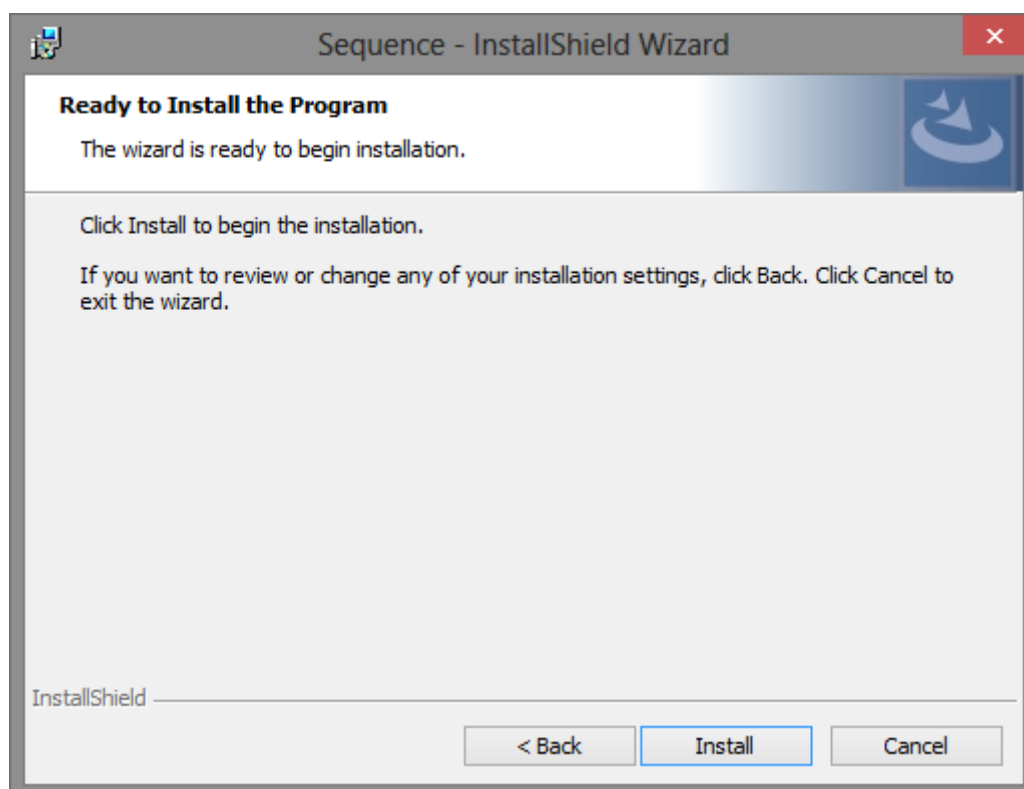 Sequence - InstallShield Wizard
Ready to Install the Program
The wizard is ready to begin installation.
Click Install to begin the installation.
If you want to review or change any of your installation settings, click Back. Click Cancel to
exit the wizard.
InstallShield
< Back Install Cancel